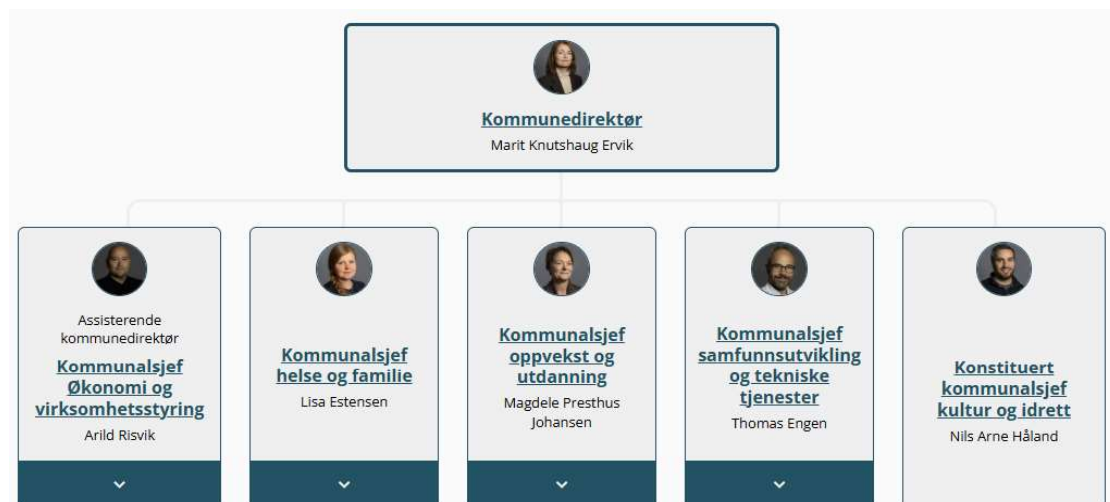 Kommunedirektør
Marit Knutshaug Ervik
Assisterende
kommunedirektør
Kommunalsjef
Økonomi og
virksomhetsstyring
Arild Risvik
Kommunalsjef
helse og familie
Lisa Estensen
Kommunalsjef
oppvekst og
utdanning
Magdele Presthus
Johansen
Kommunalsjef
samfunnsutvikling
og tekniske
tjenester
Thomas Engen
Konstituert
kommunalsjef
kultur og idrett
Nils Arne Håland